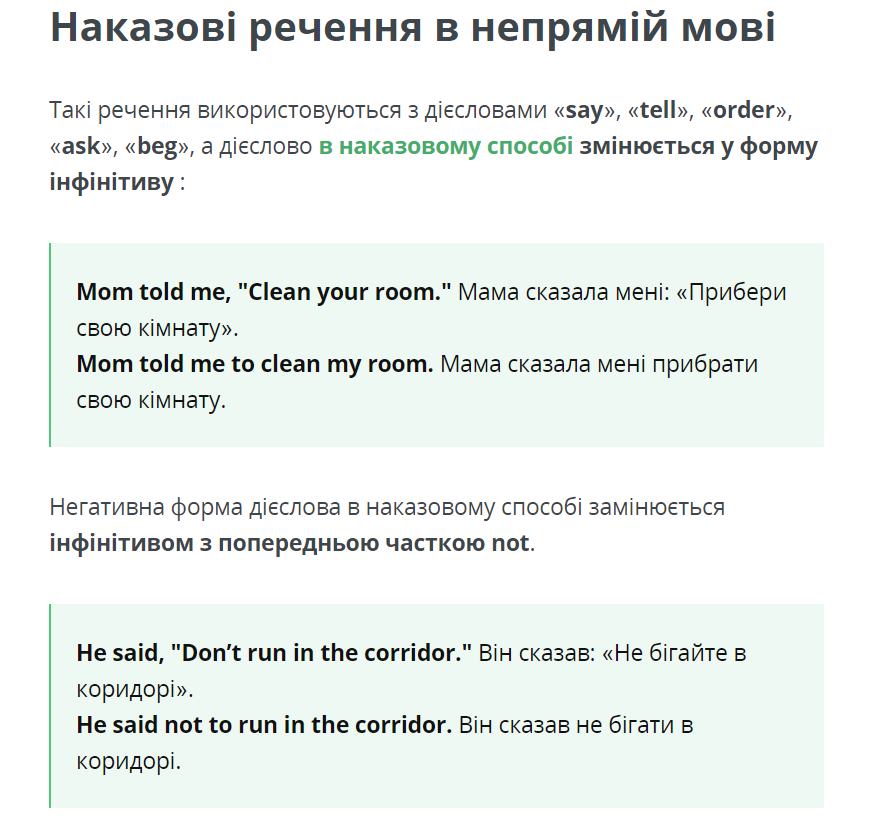 Наказові речення в непрямій мові
Такі речення використовуються з дієсловами «say», «tell», «order»,
«ask», «beg», а дієслово в наказовому способі змінюється у форму
інфінітиву :
Mom told me, "Clean your room." Мама сказала мені: «Прибери
свою кімнату».
Mom told me to clean my room. Мама сказала мені прибрати
свою кімнату.
Негативна форма дієслова в наказовому способі замінюється
інфінітивом з попередньою часткою not.
He said, "Don’t run in the corridor." Він сказав: «Не бігайте в
коридорі».
He said not to run in the corridor. Він сказав не бігати в
коридорі.